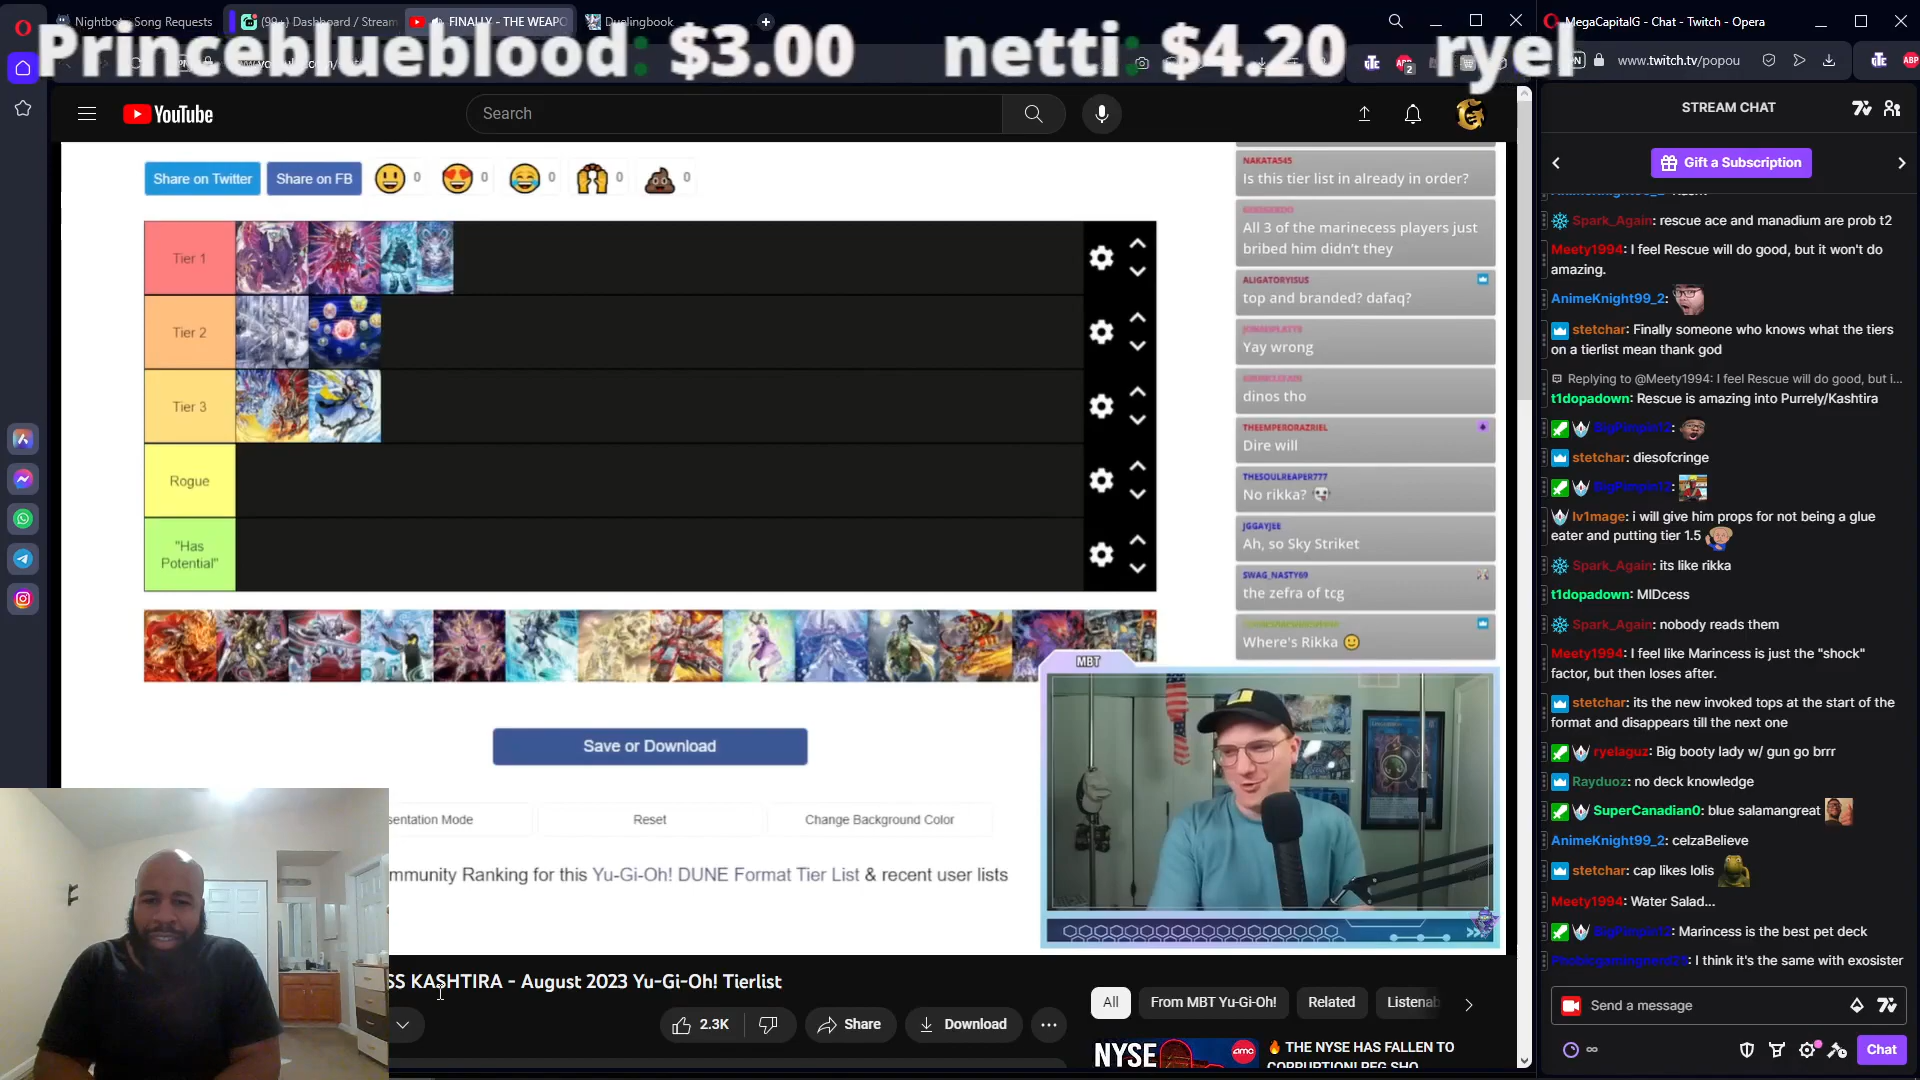 Nightbot - Song Requests
Dashboard / Stream
FINALLY - THE WEAPO
Duelingbook
MegaCapitalG - Chat - Twitch - Opera
Princeblueblood: $3.00 netti: $4.20 ryel
www.twitch.tv/popou
YouTube
Search
STREAM CHAT
Gift a Subscription
Share on Twitter
Share on FB
0
0
0
0
0
Tier 1
Tier 2
Tier 3
Rogue
"Has
Potential"
Save or Download
sentation Mode
Reset
Change Background Color
mmunity Ranking for this Yu-Gi-Oh! DUNE Format Tier List & recent user lists
NAKATA545
Is this tier list in already in order?
All 3 of the marinecess players just
bribed him didn't they
ALIGATORYISUS
top and branded? dafaq?
Yay wrong
dinos tho
THEEMPERORAZRIEL
Dire will
THESOULREAPER777
No rikka?
JGGAYJEE
Ah, so Sky Striket
SWAG_NASTY69
the zefra of tcg
Where's Rikka
MBT
SS KASHTIRA - August 2023 Yu-Gi-Oh! Tierlist
2.3K
Share
Download
All
From MBT Yu-Gi-Oh!
Related
Listenab
NYSE
amc
THE NYSE HAS FALLEN TO
CORRUPTION! REG SHO
Spark_Again: rescue ace and manadium are prob t2
Meety1994: I feel Rescue will do good, but it won't do
amazing.
AnimeKnight99_2:
stetchar: Finally someone who knows what the tiers
on a tierlist mean thank god
Replying to @Meety1994: I feel Rescue will do good, but i...
t1dopadown: Rescue is amazing into Purrely/Kashtira
BigPimpin12:
stetchar: diesofcringe
BigPimpin12:
lv1mage: i will give him props for not being a glue
eater and putting tier 1.5
Spark_Again: its like rikka
t1dopadown: MIDcess
Spark_Again: nobody reads them
Meety1994: I feel like Marincess is just the "shock"
factor, but then loses after.
stetchar: its the new invoked tops at the start of the
format and disappears till the next one
ryelaguz: Big booty lady w/ gun go brrr
Rayduoz: no deck knowledge
SuperCanadian0: blue salamangreat
AnimeKnight99_2: celzaBelieve
stetchar: cap likes lolis
Meety1994: Water Salad...
BigPimpin12: Marincess is the best pet deck
I think it's the same with exosister
Send a message
Chat